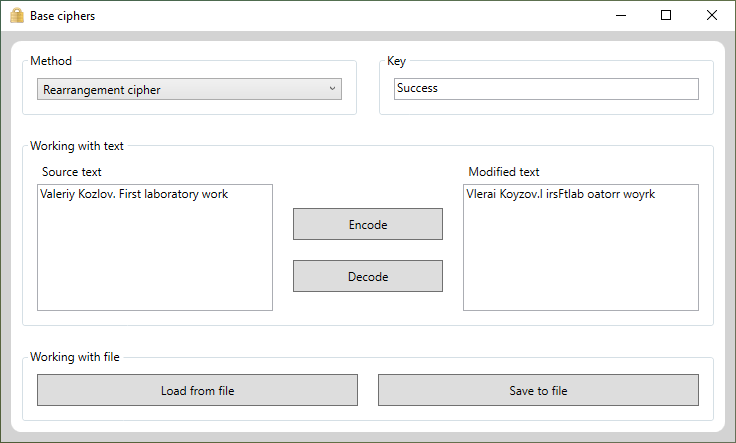 Base ciphers
Method
Rearrangement cipher
Key
Success
Working with text
Source text
Valeriy Kozlov. First laboratory work
Encode
Decode
Modified text
Vlerai Koyzov.l irsFtlab oatorr woyrk
Working with file
Load from file
Save to file